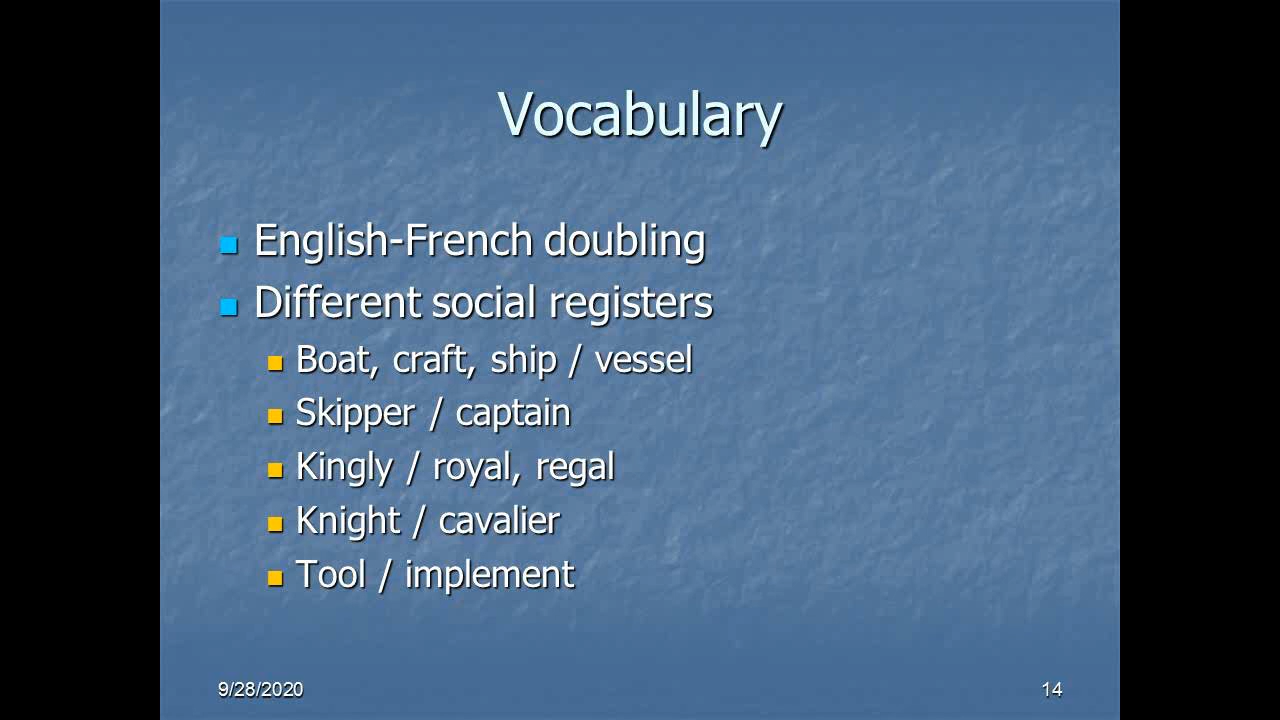 Vocabulary
English-French doubling
Different social registers
Boat, craft, ship / vessel
Skipper / captain
Kingly / royal, regal
Knight / cavalier
Tool / implement
9/28/2020
14